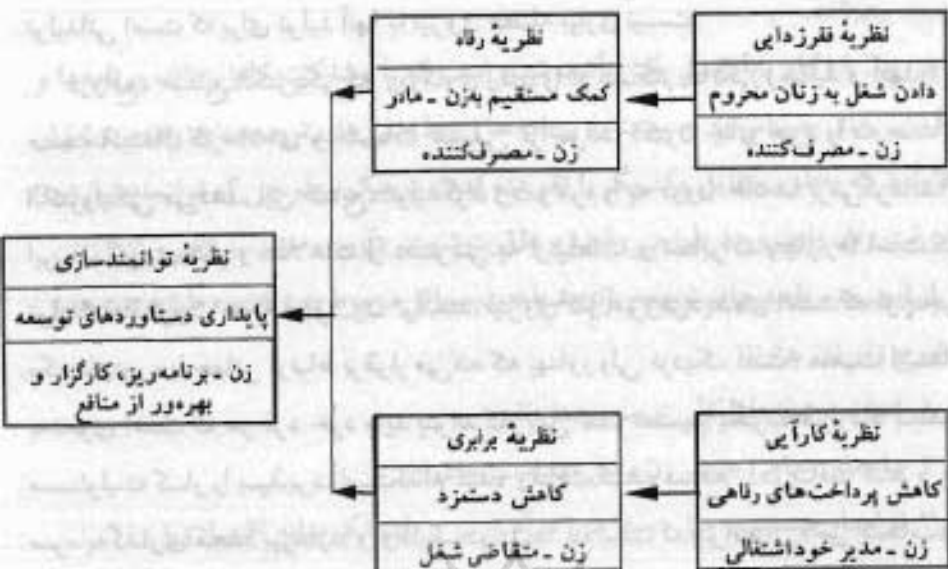 نظریهٔ فقرزدایی
دادن شغل به زنان محروم
زن ـ مصرف‌کننده
نظریهٔ رفاه
کمک مستقیم به‌زن ـ مادر
زن ـ مصرف‌کننده
نظریهٔ توانمندسازی
پایداری دستاوردهای توسعه
زن ـ برنامه‌ریز، کارگزار و
بهره‌ور از منافع
نظریهٔ کارآیی
کاهش پرداخت‌های رفاهی
زن ـ مدیر خوداشتغالی
نظریهٔ برابری
کاهش دستمزد
زن ـ متقاضی شغل